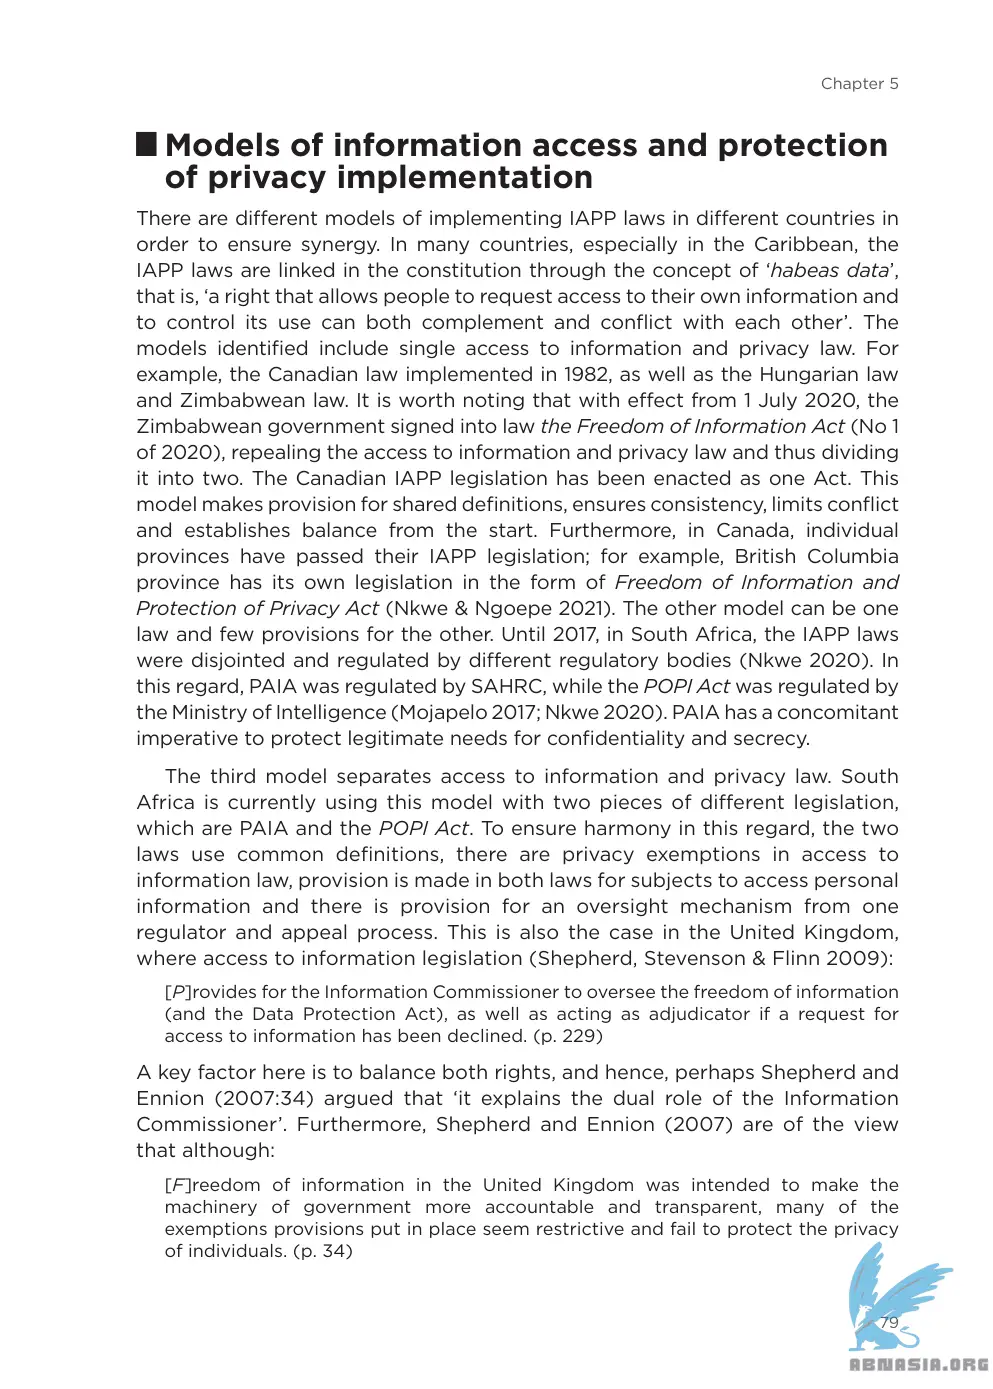 Chapter 5
Models of information access and protection
of privacy implementation
There are different models of implementing IAPP laws in different countries in
order to ensure synergy. In many countries, especially in the Caribbean, the
IAPP laws are linked in the constitution through the concept of ‘habeas data’,
that is, ‘a right that allows people to request access to their own information and
to control its use can both complement and conflict with each other’. The
models identified include single access to information and privacy law. For
example, the Canadian law implemented in 1982, as well as the Hungarian law
and Zimbabwean law. It is worth noting that with effect from 1 July 2020, the
Zimbabwean government signed into law the Freedom of Information Act (No 1
of 2020), repealing the access to information and privacy law and thus dividing
it into two. The Canadian IAPP legislation has been enacted as one Act. This
model makes provision for shared definitions, ensures consistency, limits conflict
and establishes balance from the start. Furthermore, in Canada, individual
provinces have passed their IAPP legislation; for example, British Columbia
province has its own legislation in the form of Freedom of Information and
Protection of Privacy Act (Nkwe & Ngoepe 2021). The other model can be one
law and few provisions for the other. Until 2017, in South Africa, the IAPP laws
were disjointed and regulated by different regulatory bodies (Nkwe 2020). In
this regard, PAIA was regulated by SAHRC, while the POPI Act was regulated by
the Ministry of Intelligence (Mojapelo 2017; Nkwe 2020). PAIA has a concomitant
imperative to protect legitimate needs for confidentiality and secrecy.
The third model separates access to information and privacy law. South
Africa is currently using this model with two pieces of different legislation,
which are PAIA and the POPI Act. To ensure harmony in this regard, the two
laws use common definitions, there are privacy exemptions in access to
information law, provision is made in both laws for subjects to access personal
information and there is provision for an oversight mechanism from one
regulator and appeal process. This is also the case in the United Kingdom,
where access to information legislation (Shepherd, Stevenson & Flinn 2009):
[P]rovides for the Information Commissioner to oversee the freedom of information
(and the Data Protection Act), as well as acting as adjudicator if a request for
access to information has been declined. (p. 229)
A key factor here is to balance both rights, and hence, perhaps Shepherd and
Ennion (2007:34) argued that ‘it explains the dual role of the Information
Commissioner’. Furthermore, Shepherd and Ennion (2007) are of the view
that although:
[F]reedom of information in the United Kingdom was intended to make the
machinery of government more accountable and transparent, many of the
exemptions provisions put in place seem restrictive and fail to protect the privacy
of individuals. (p. 34)
79
ABNASIA.ORG